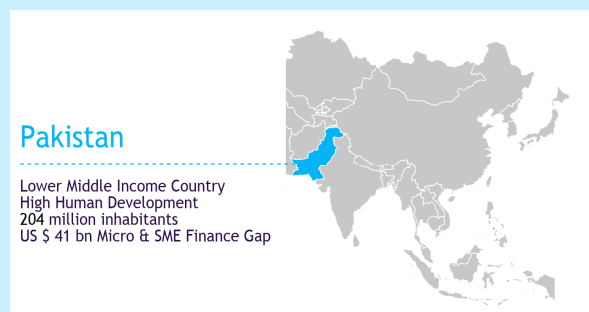 Pakistan
Lower Middle Income Country
High Human Development
204 million inhabitants
US $ 41 bn Micro & SME Finance Gap